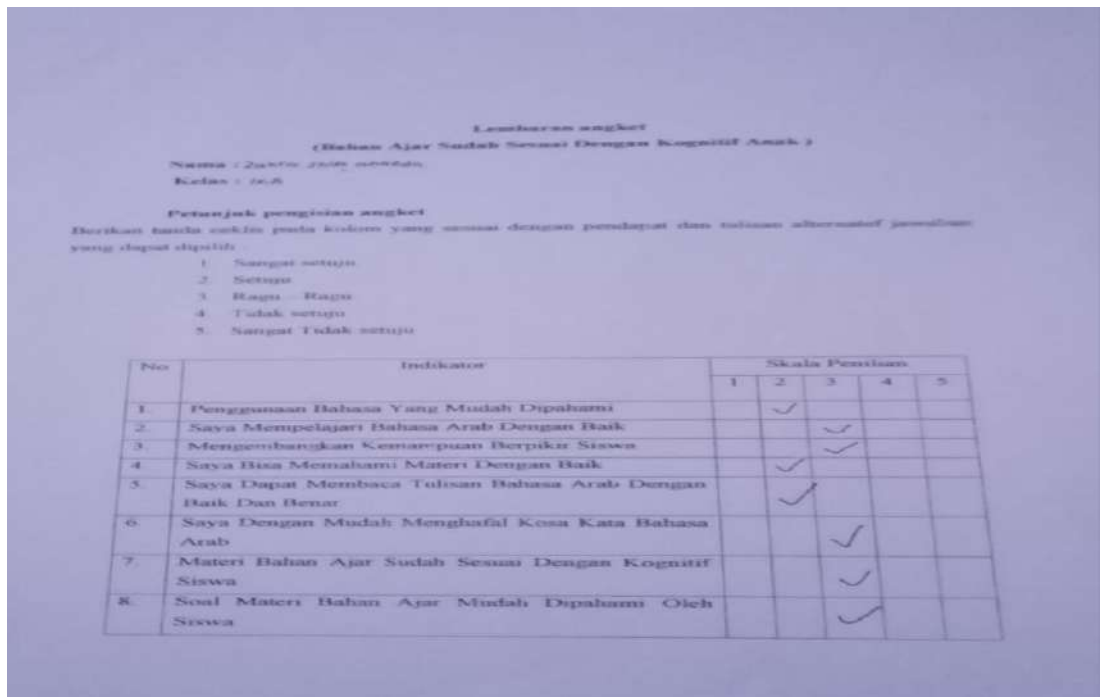 Lembaran angket
(Bahan Ajar Sudah Sesuai Dengan Kognitif Anak )
Nama :
Kelas :
Petunjuk pengisian angket
Berikan tanda ceklis pada kolom yang sesuai dengan pendapat dan tulisan alternatef jawaban
yang dapat dipilih
1. Sangat setuju
2. Setuju
3. Ragu - Ragu
4. Tidak setuju
5. Sangat Tidak setuju
No Indikator Skala Penilaan
1 2 3 4 5
1. Penggunaan Bahasa Yang Mudah Dipahami ✓
2. Saya Mempelajari Bahasa Arab Dengan Baik ✓
3. Mengembangkan Kemampuan Berpikir Siswa ✓
4. Saya Bisa Memahami Materi Dengan Baik ✓
5. Saya Dapat Membaca Tulisan Bahasa Arab Dengan
Baik Dan Benar ✓
6. Saya Dengan Mudah Menghafal Kosa Kata Bahasa
Arab ✓
7. Materi Bahan Ajar Sudah Sesuai Dengan Kognitif
Siswa ✓
8. Soal Materi Bahan Ajar Mudah Dipahami Oleh
Siswa ✓